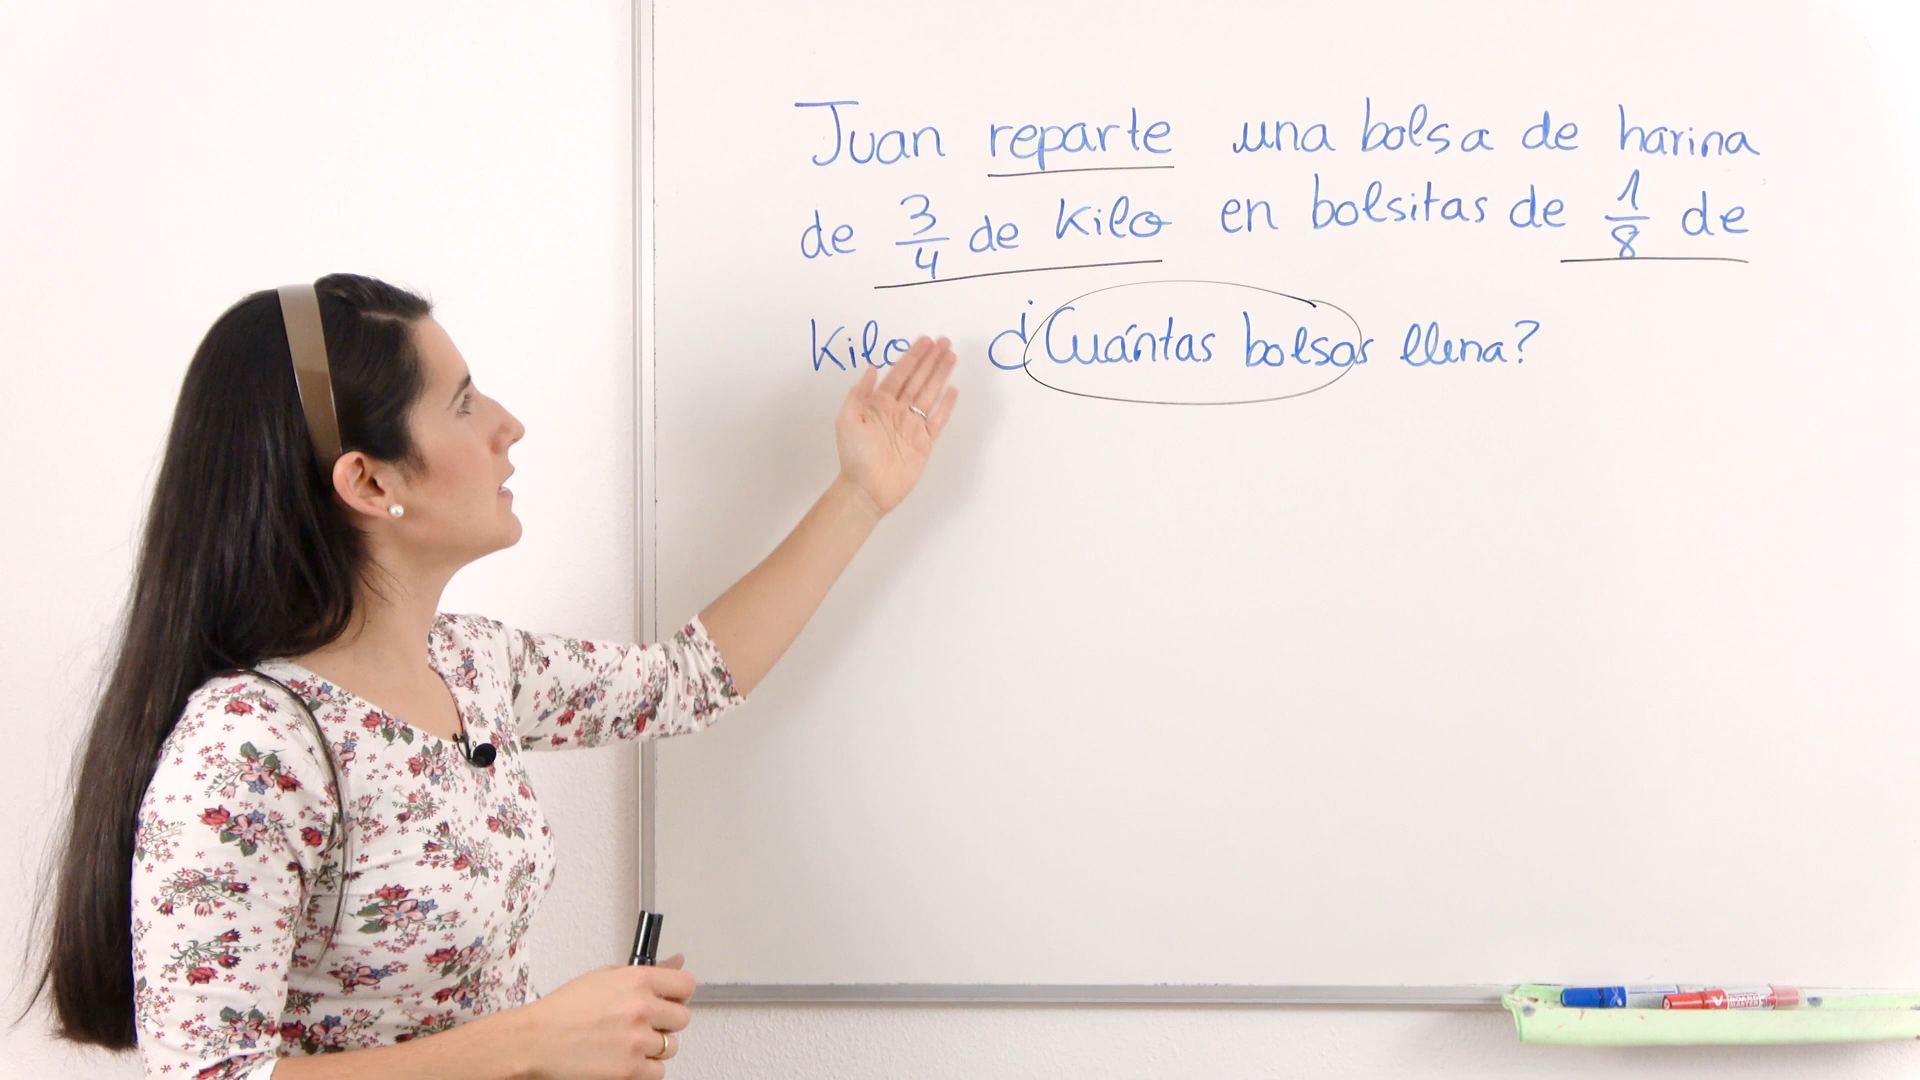 Juan reparte una bolsa de harina
de 3/4 de kilo en bolsitas de 1/8 de
kilo ¿Cuántas bolsas llena?